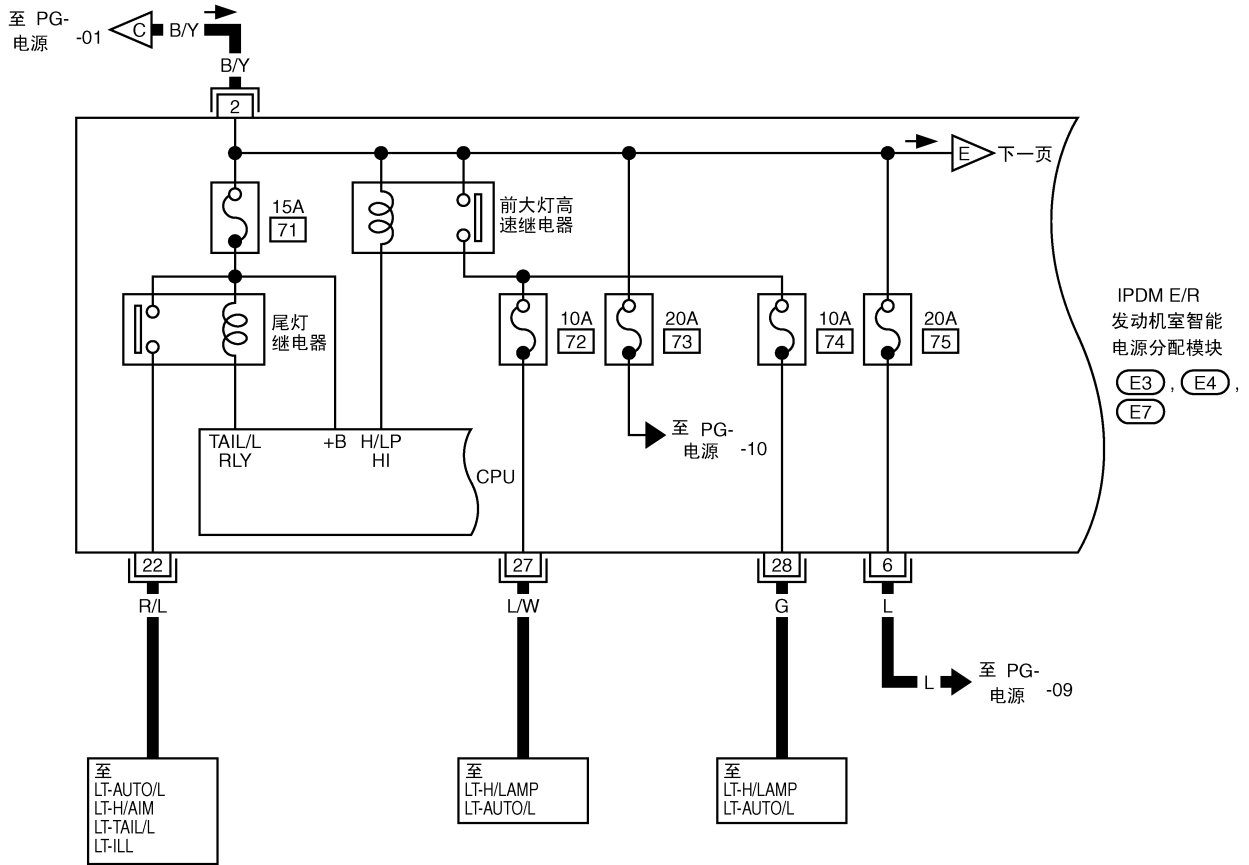 至 PG-
电源 -01
C
B/Y
B/Y
2
E
下一页
15A
71
前大灯高
速继电器
尾灯
继电器
10A
72
20A
73
10A
74
20A
75
IPDM E/R
发动机室智能
电源分配模块
E3 , E4 ,
E7
至 PG-
电源 -10
TAIL/L
RLY
+B
H/LP
HI
CPU
22
27
28
6
R/L
L/W
G
L
L
至 PG-
电源 -09
至
LT-AUTO/L
LT-H/AIM
LT-TAIL/L
LT-ILL
至
LT-H/LAMP
LT-AUTO/L
至
LT-H/LAMP
LT-AUTO/L